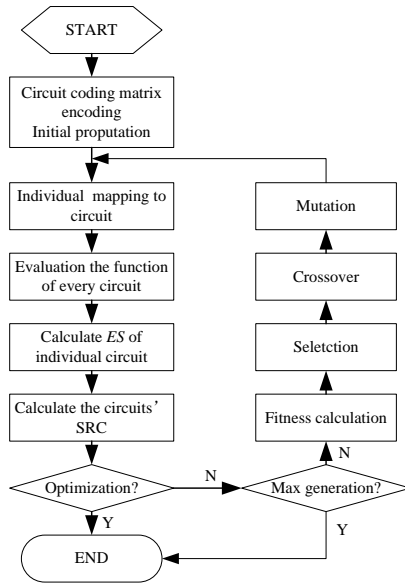 START
Circuit coding matrix
encoding
Initial proputation
Individual mapping to
circuit
Evaluation the function
of every circuit
Calculate ES of
individual circuit
Calculate the circuits'
SRC
Optimization?
N
Y
END
Mutation
Crossover
Seletction
Fitness calculation
N
Max generation?
Y